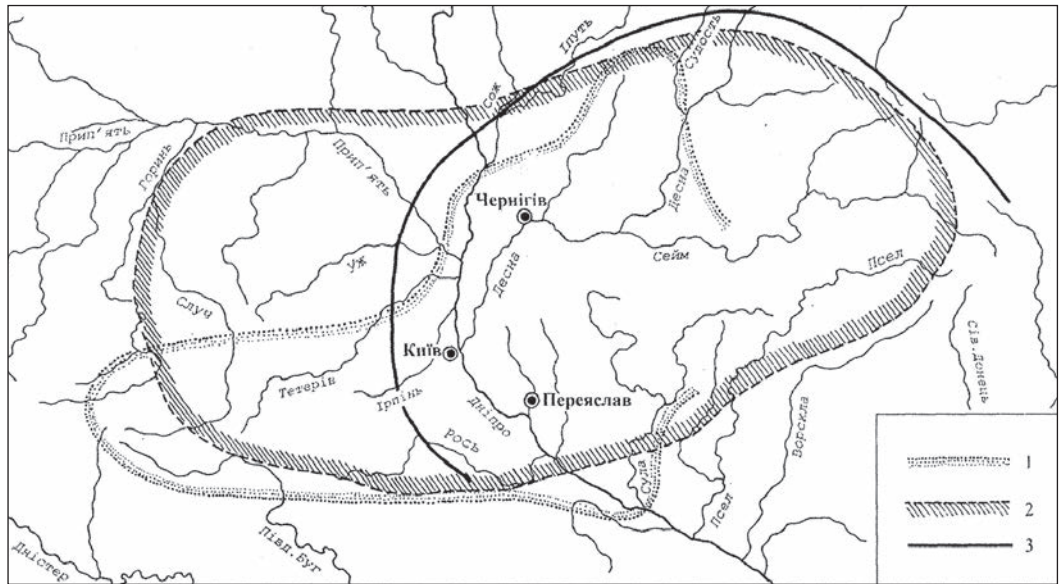 Іпуть
Судость
Сож
Прип'ять
Горинь
Прип'ять
Чернігів
Десна
Десна
Сейм
Псел
Уж
Случ
Київ
Тетерів
Ірпінь
Дніпро
Переяслав
Рось
Сула
Псел
Ворскла
Сів.Донець
Півд.Буг
Дністер
1
2
3